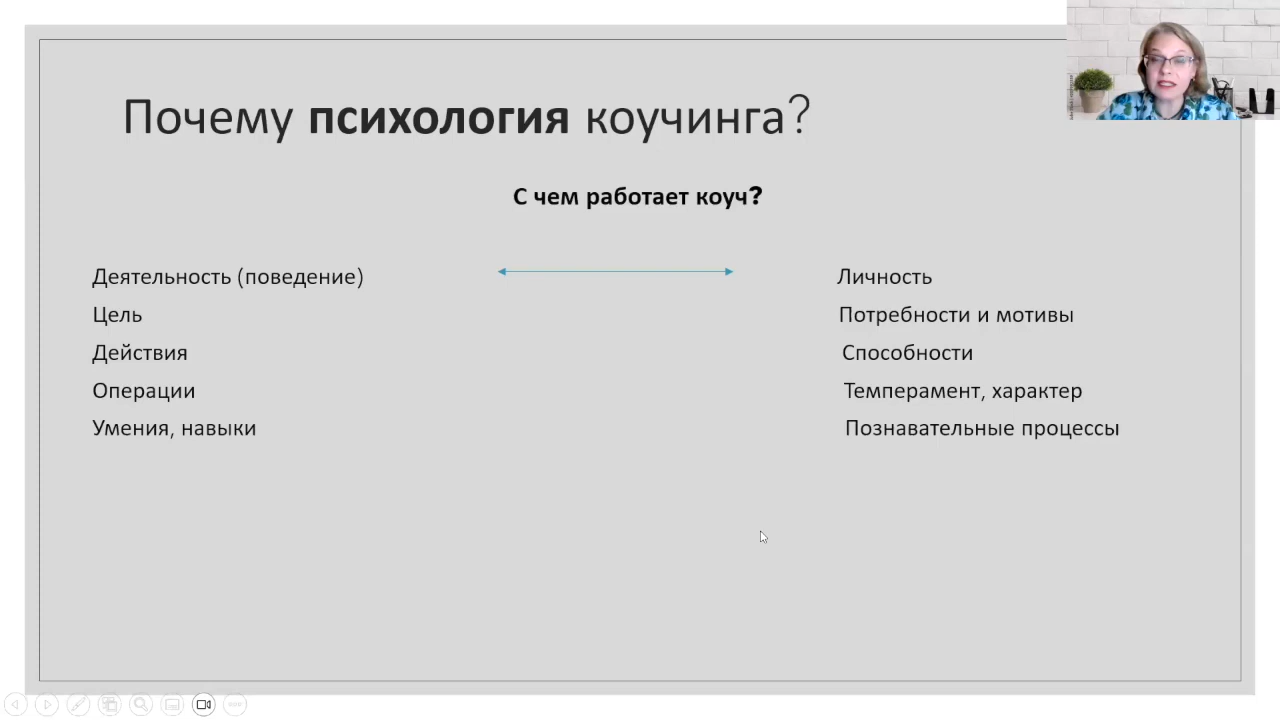 Почему психология коучинга?
С чем работает коуч?
Деятельность (поведение) Личность
Цель Потребности и мотивы
Действия Способности
Операции Темперамент, характер
Умения, навыки Познавательные процессы